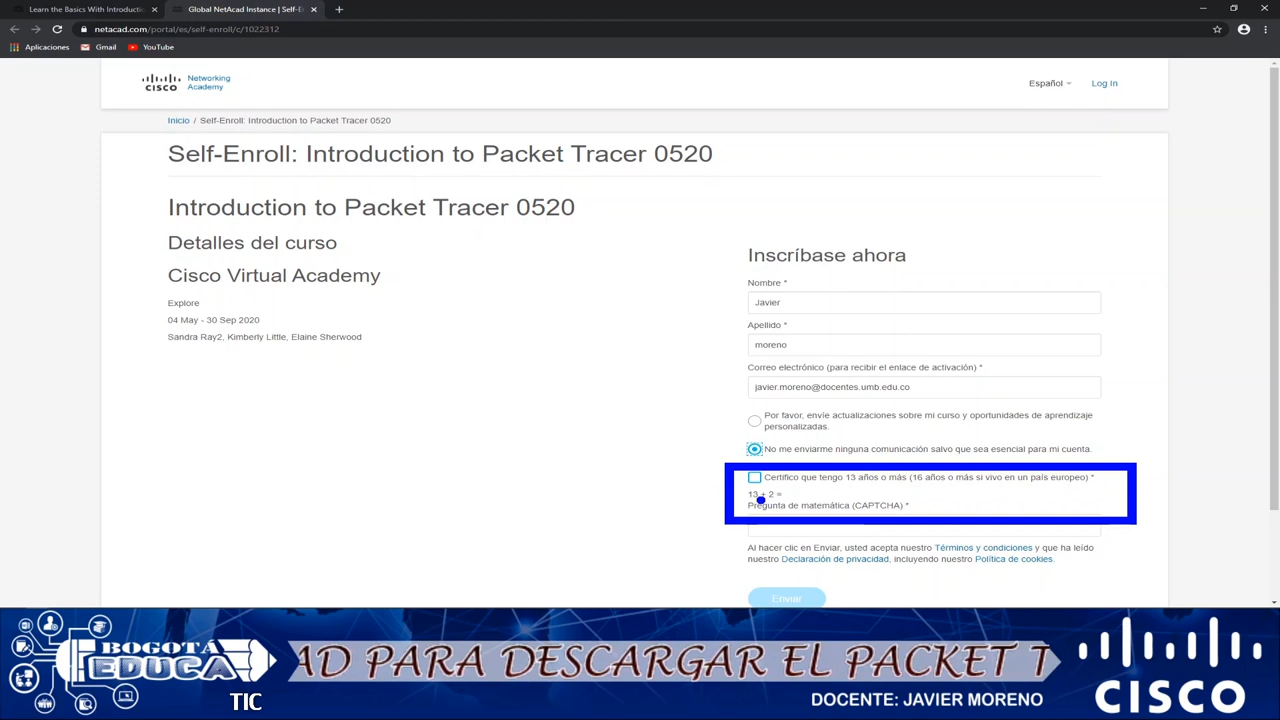 Learn the Basics With Introducti
Global NetAcad Instance | Self-E
netacad.com/portal/es/self-enroll/c/1022312
Aplicaciones
Gmail
YouTube
CISCO
Networking
Academy
Español
Log In
Inicio / Self-Enroll: Introduction to Packet Tracer 0520
Self-Enroll: Introduction to Packet Tracer 0520
Introduction to Packet Tracer 0520
Detalles del curso
Cisco Virtual Academy
Explore
04 May - 30 Sep 2020
Sandra Ray2, Kimberly Little, Elaine Sherwood
Inscríbase ahora
Nombre *
Javier
Apellido *
moreno
Correo electrónico (para recibir el enlace de activación) *
javier.moreno@docentes.umb.edu.co
Por favor, envíe actualizaciones sobre mi curso y oportunidades de aprendizaje
personalizadas.
No me enviarme ninguna comunicación salvo que sea esencial para mi cuenta.
Certifico que tengo 13 años o más (16 años o más si vivo en un país europeo) *
13 + 2 =
Pregunta de matemática (CAPTCHA) *
Al hacer clic en Enviar, usted acepta nuestro Términos y condiciones y que ha leído
nuestro Declaración de privacidad, incluyendo nuestro Política de cookies.
Enviar
BOGOTÁ
EDUCA
TIC
AD PARA DESCARGAR EL PACKET T
DOCENTE: JAVIER MORENO
CISCO